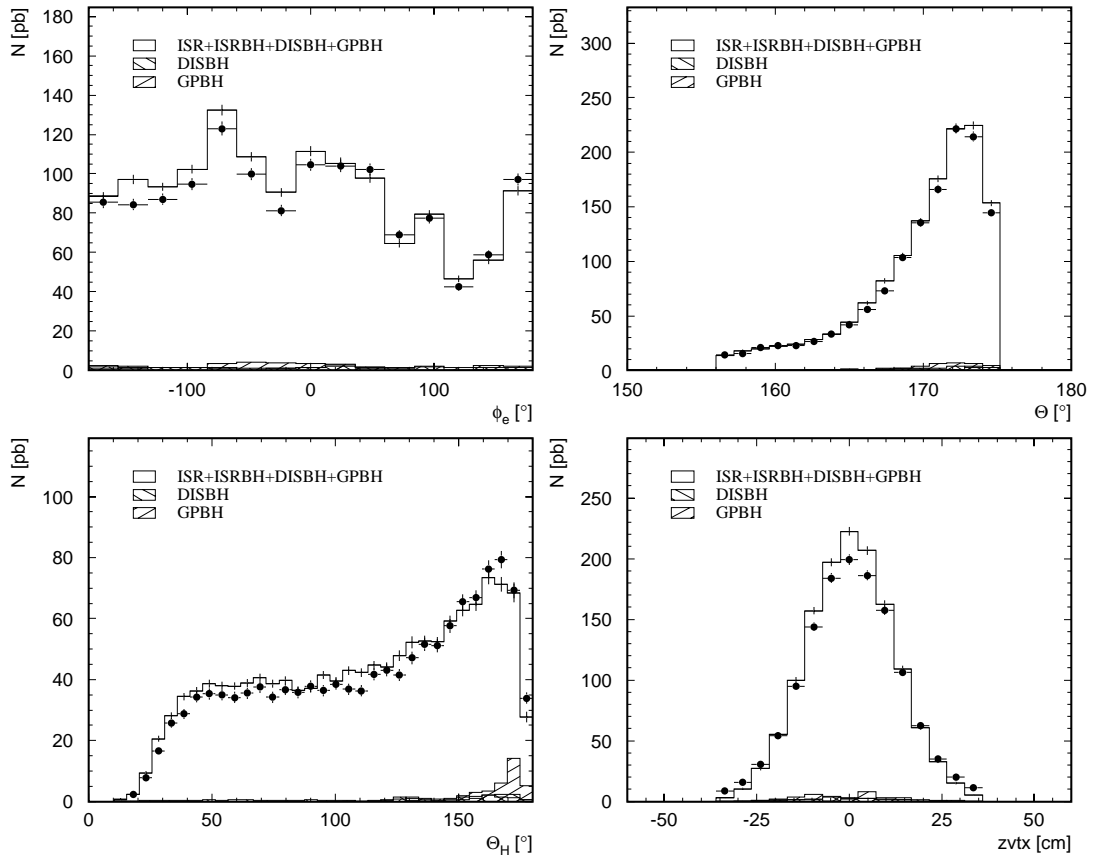 N [pb]
180
160
140
120
100
80
60
40
20
0
ISR+ISRBH+DISBH+GPBH
DISBH
GPBH
-100 0 100
ϕe [°]
N [pb]
300
250
200
150
100
50
0
ISR+ISRBH+DISBH+GPBH
DISBH
GPBH
150 160 170 180
Θ [°]
N [pb]
100
80
60
40
20
0
ISR+ISRBH+DISBH+GPBH
DISBH
GPBH
0 50 100 150
Θ_H [°]
N [pb]
250
200
150
100
50
0
ISR+ISRBH+DISBH+GPBH
DISBH
GPBH
-50 -25 0 25 50
zvtx [cm]